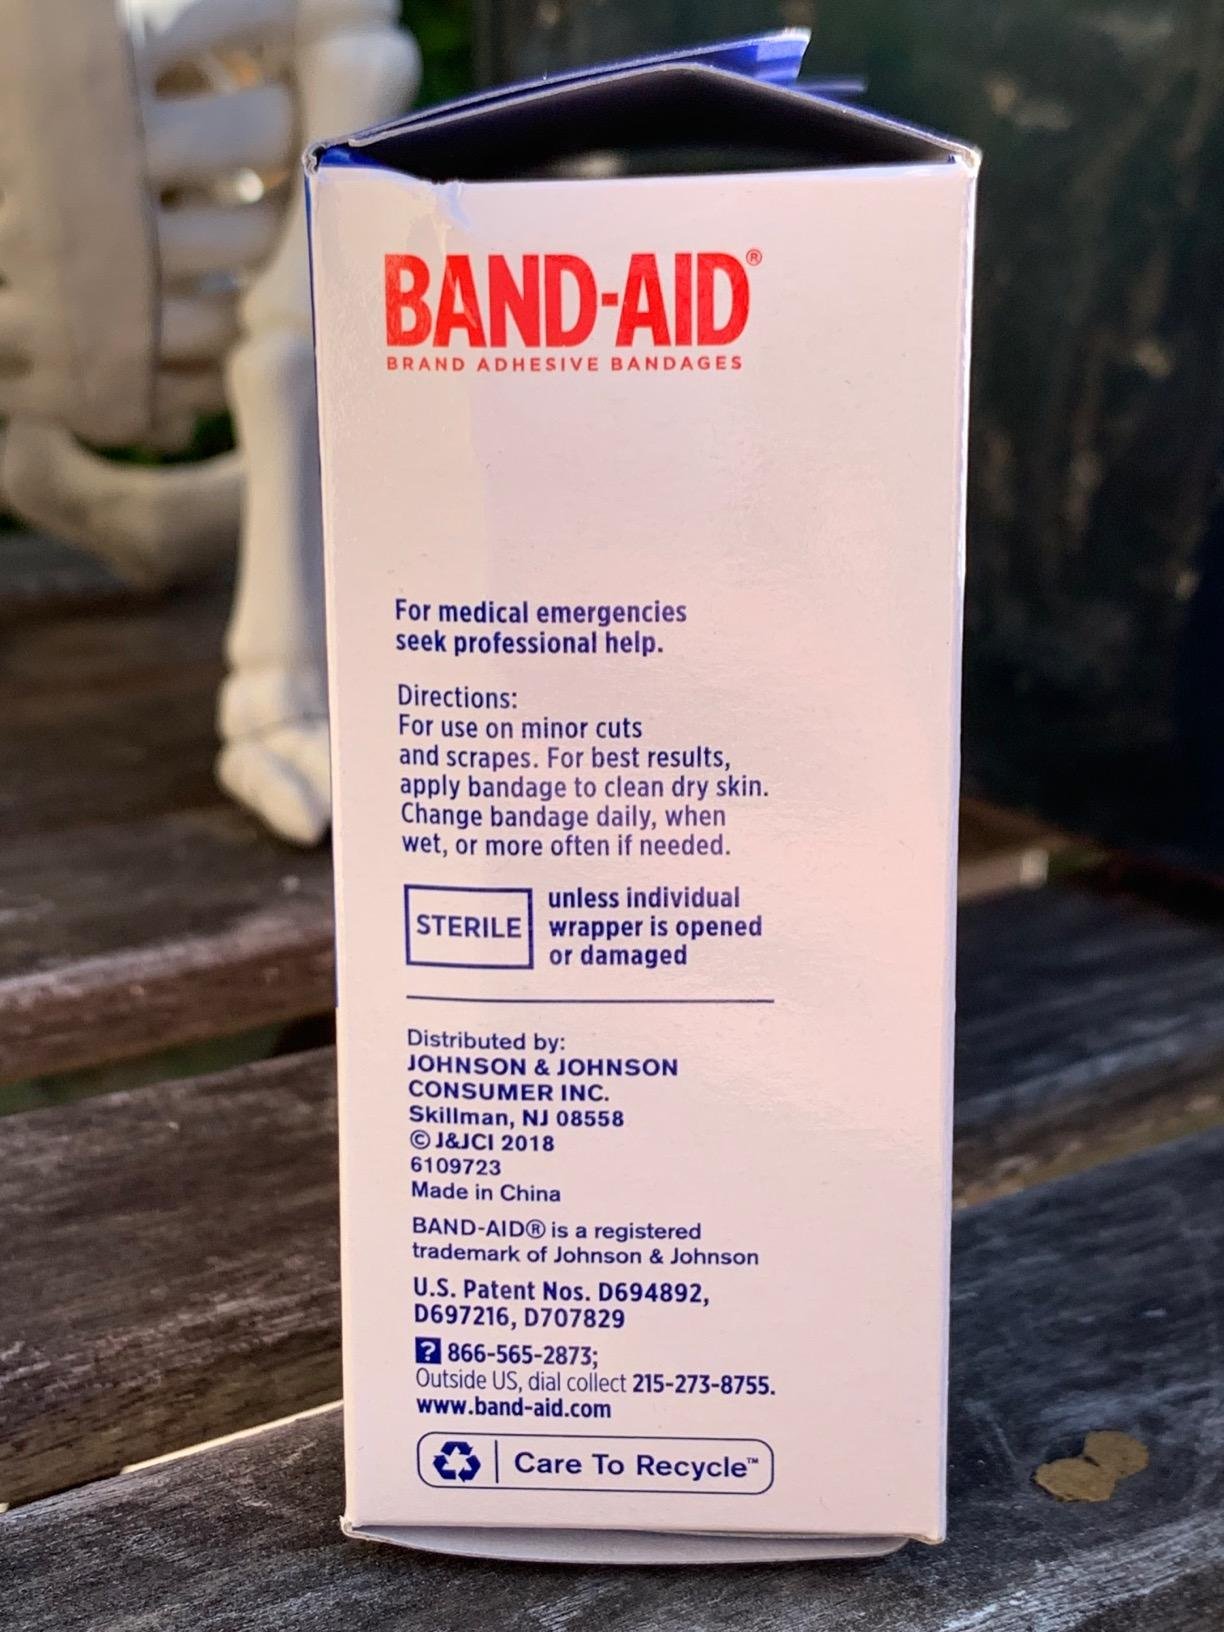 BAND-AID®
BRAND ADHESIVE BANDAGES
For medical emergencies
seek professional help.
Directions:
For use on minor cuts
and scrapes. For best results,
apply bandage to clean dry skin.
Change bandage daily, when
wet, or more often if needed.
STERILE
unless individual
wrapper is opened
or damaged
Distributed by:
JOHNSON & JOHNSON
CONSUMER INC.
Skillman, NJ 08558
© J&JCI 2018
6109723
Made in China
BAND-AID® is a registered
trademark of Johnson & Johnson
U.S. Patent Nos. D694892,
D697216, D707829
? 866-565-2873;
Outside US, dial collect 215-273-8755.
www.band-aid.com
Care To Recycle™